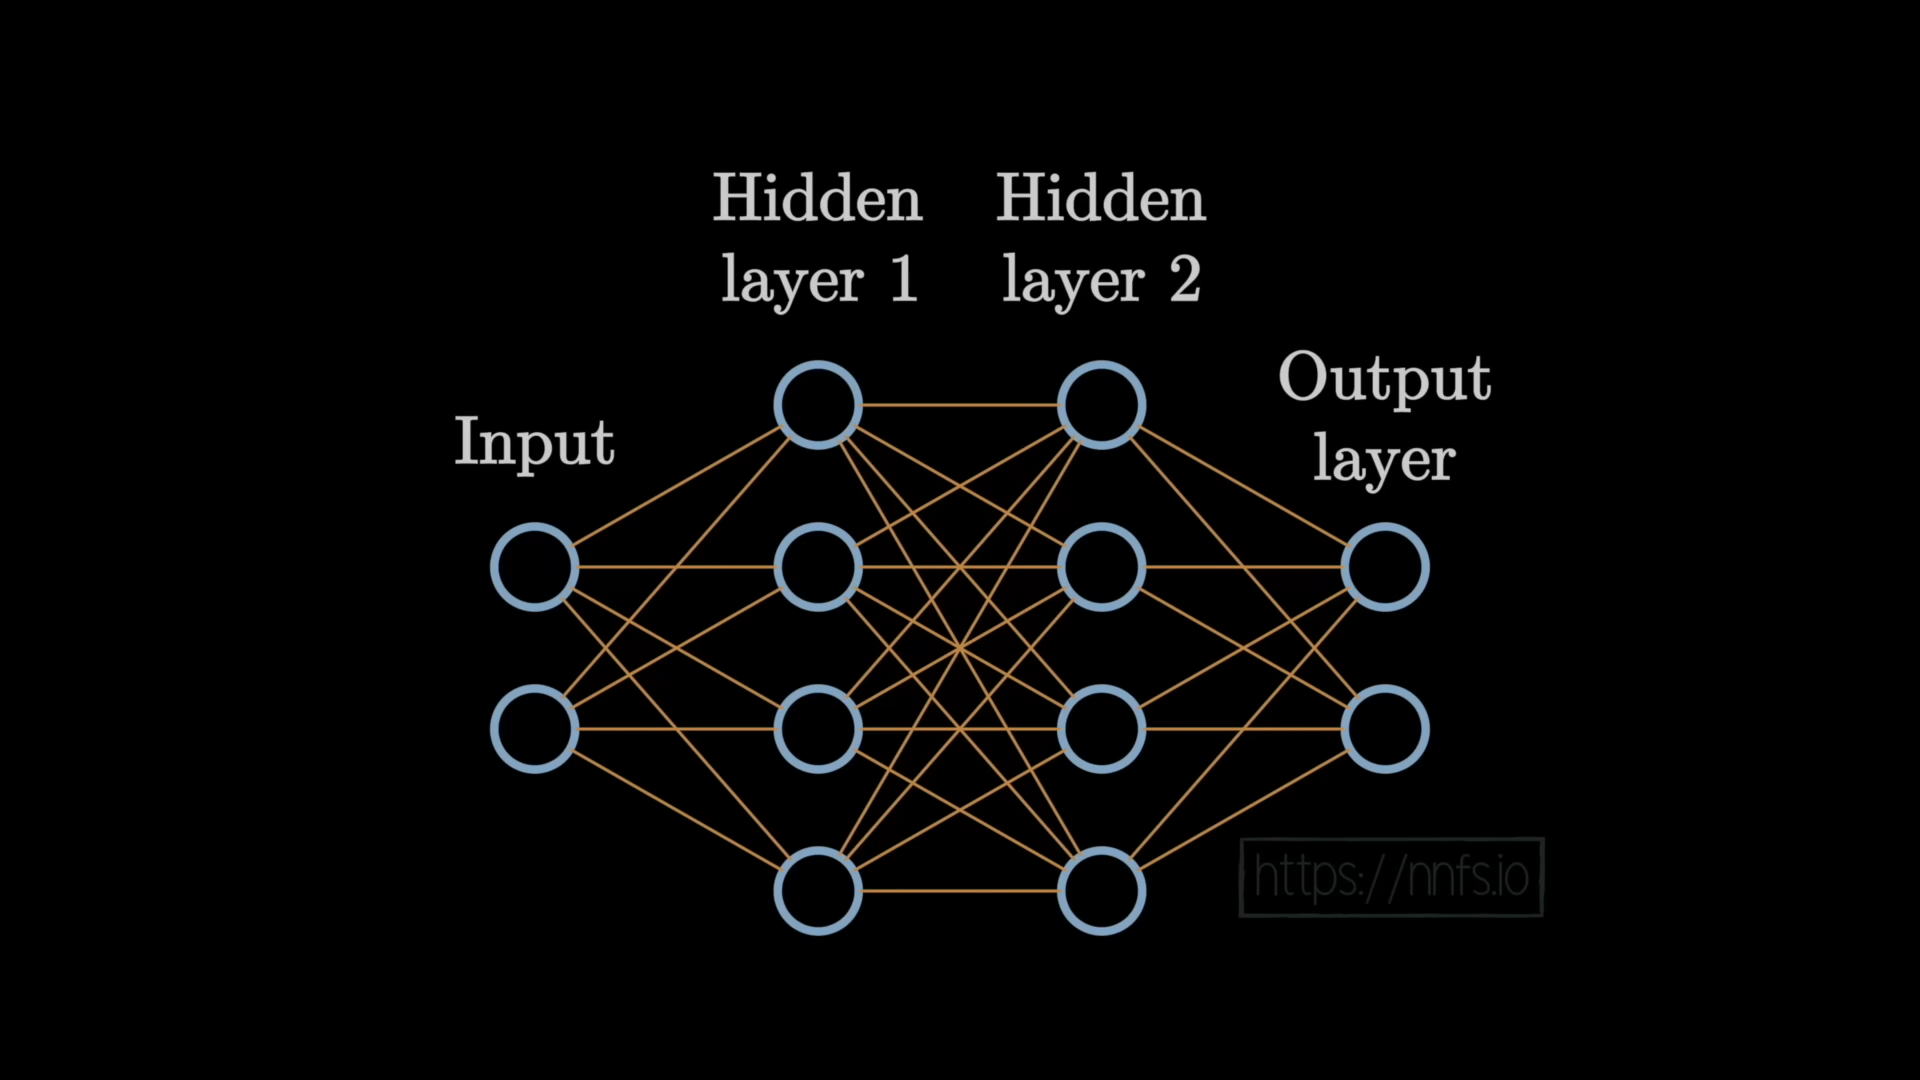 Hidden
layer 1
Hidden
layer 2
Input
Output
layer
https://nnfs.io